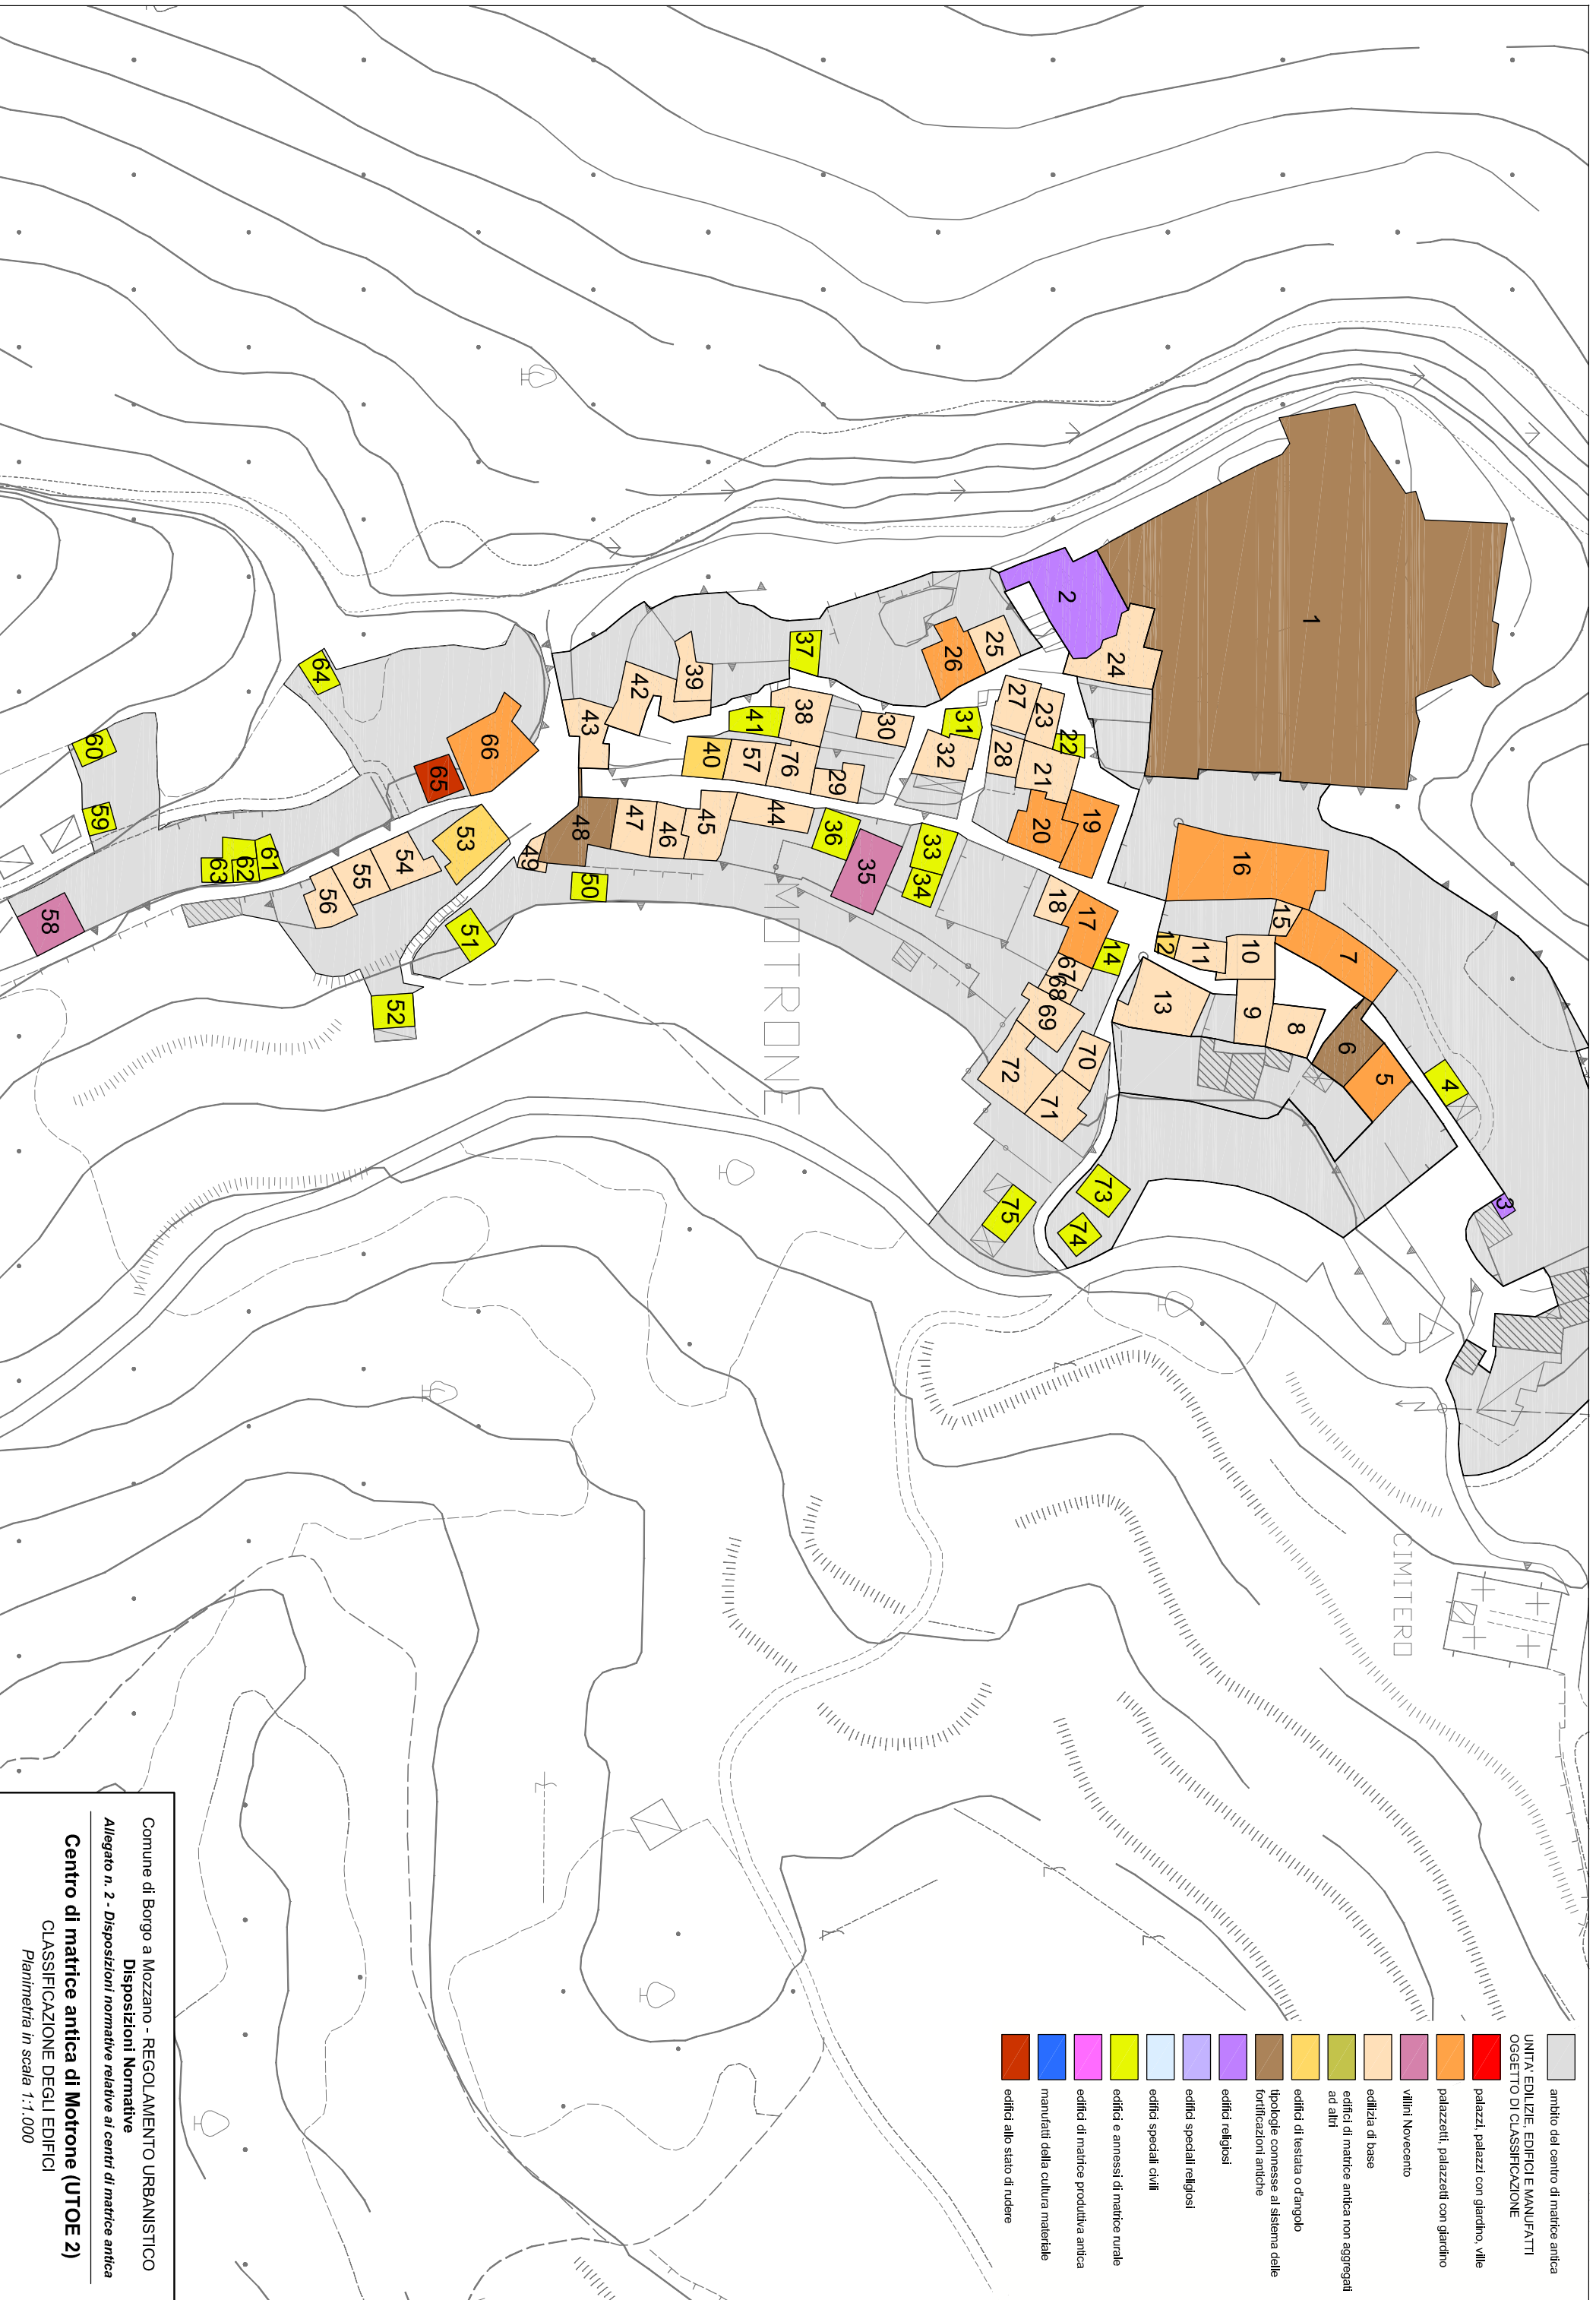 ambito del centro di matrice antica
UNITA' EDILIZIE, EDIFICI E MANUFATTI
OGGETTO DI CLASSIFICAZIONE
palazzi, palazzi con giardino, ville
palazzetti, palazzetti con giardino
villini Novecento
edilizia di base
edifici di matrice antica non aggregati
ad altri
edifici di testata o d'angolo
tipologie connesse al sistema delle
fortificazioni antiche
edifici religiosi
edifici speciali religiosi
edifici speciali civili
edifici e annessi di matrice rurale
edifici di matrice produttiva antica
manufatti della cultura materiale
edifici allo stato di rudere
CIMITERO
MOTRONE
1
2
3
4
5
6
7
8
9
10
11
12
13
14
15
16
17
18
19
20
21
22
23
24
25
26
27
28
29
30
31
32
33
34
35
36
37
38
39
40
41
42
43
44
45
46
47
48
49
50
51
52
53
54
55
56
57
58
59
60
61
62
63
64
65
66
67
68
69
70
71
72
73
74
75
76
Comune di Borgo a Mozzano - REGOLAMENTO URBANISTICO
Disposizioni Normative
Allegato n. 2 - Disposizioni normative relative ai centri di matrice antica
Centro di matrice antica di Motrone (UTOE 2)
CLASSIFICAZIONE DEGLI EDIFICI
Planimetria in scala 1:1.000